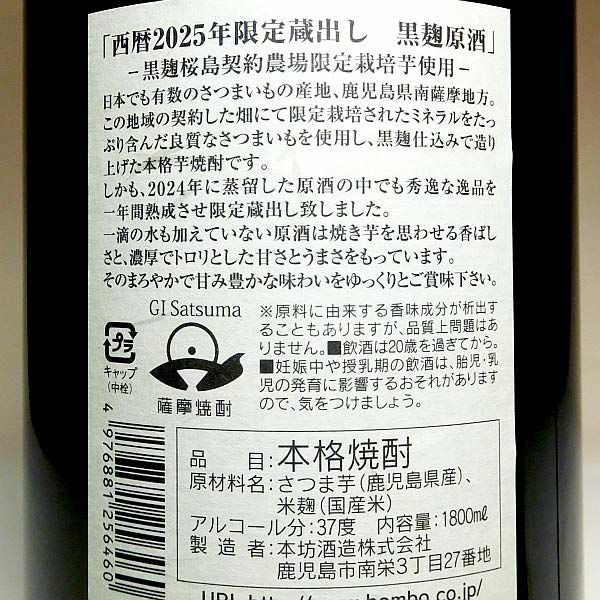 「西暦2025年限定蔵出し 黒麹原酒」
－黒麹桜島契約農場限定栽培芋使用－
日本でも有数のさつまいもの産地、鹿児島県南薩摩地方。
この地域の契約した畑にて限定栽培されたミネラルをたっ
ぷり含んだ良質なさつまいもを使用し、黒麹仕込みで造り
上げた本格芋焼酎です。
しかも、2024年に蒸留した原酒の中でも秀逸な逸品を
一年間熟成させ限定蔵出し致しました。
一滴の水も加えていない原酒は焼き芋を思わせる香ばし
さと、濃厚でトロリとした甘さとうまさをもっています。
そのまろやかで甘み豊かな味わいをゆっくりとご賞味下さい。
GI Satsuma
薩摩焼酎
プラ
キャップ
（中栓）
※原料に由来する香味成分が析出す
ることもありますが、品質上問題はあ
りません。■飲酒は20歳を過ぎてから。
■妊娠中や授乳期の飲酒は、胎児・乳
児の発育に影響するおそれがあります
ので、気をつけましょう。
4 976881 256460
品目：本格焼酎
原材料名：さつま芋（鹿児島県産）、
米麹（国産米）
アルコール分：37度 内容量：1800mℓ
製造者：本坊酒造株式会社
鹿児島市南栄3丁目27番地